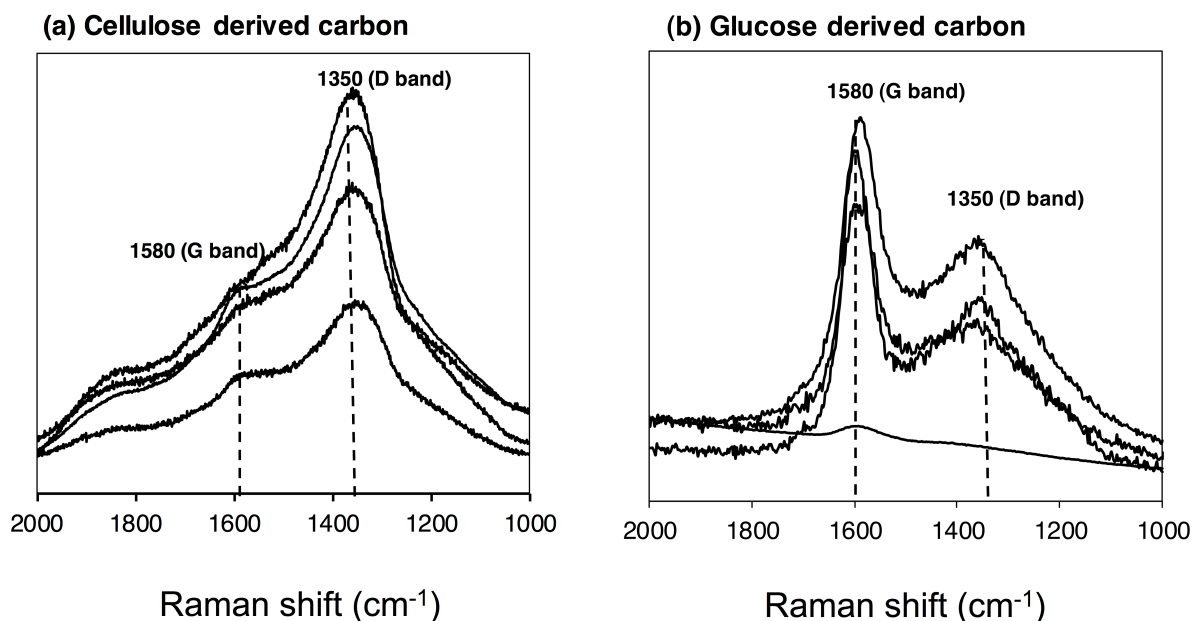 (a) Cellulose derived carbon
1350 (D band)
1580 (G band)
2000 1800 1600 1400 1200 1000
Raman shift (cm-1)
(b) Glucose derived carbon
1580 (G band)
1350 (D band)
2000 1800 1600 1400 1200 1000
Raman shift (cm-1)